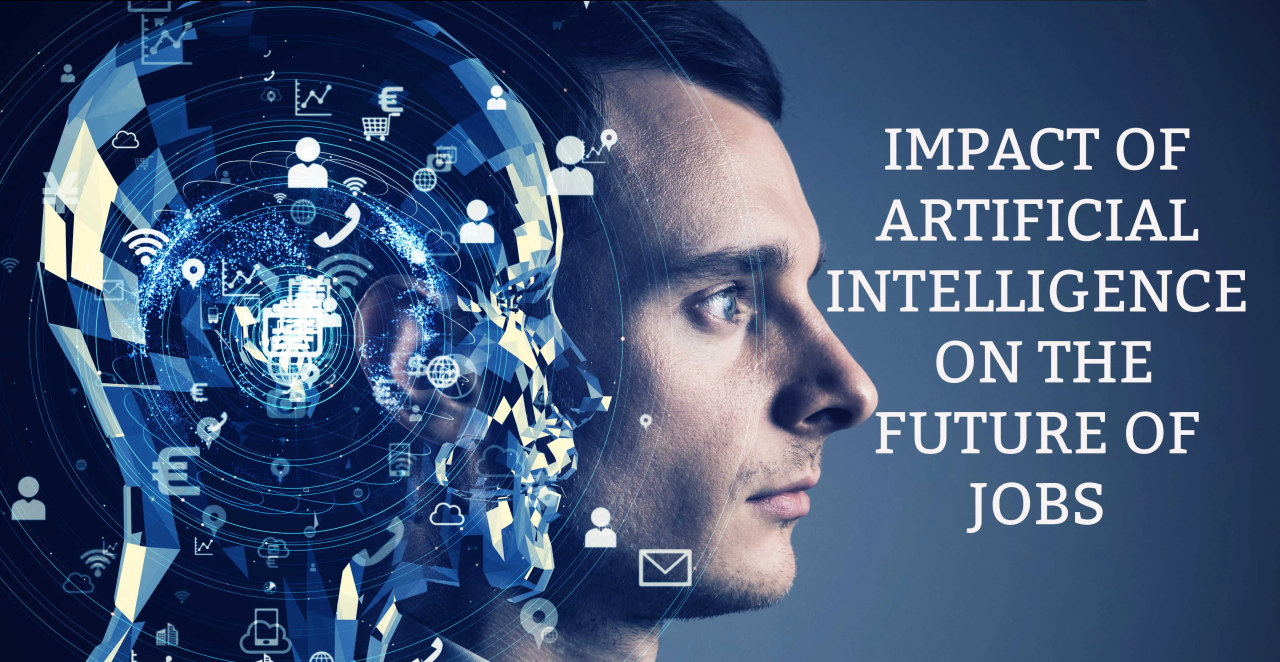 IMPACT OF
ARTIFICIAL
INTELLIGENCE
ON THE
FUTURE OF
JOBS